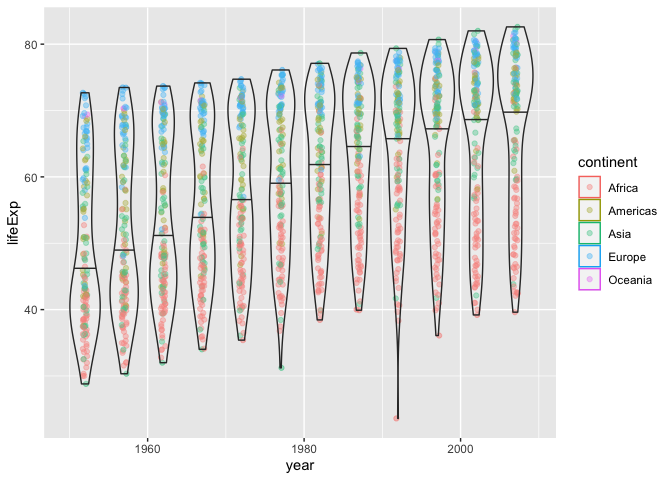 80
60
40
lifeExp
1960
1980
2000
year
continent
Africa
Americas
Asia
Europe
Oceania